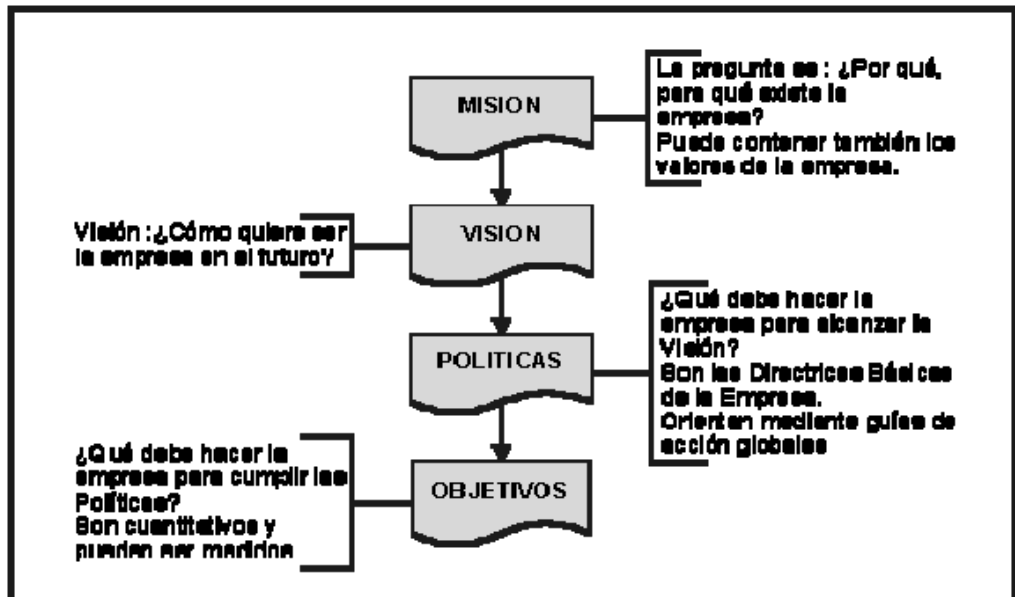 MISION
La pregunta es : ¿Por qué,
para qué existe la
empresa?
Puede contener también los
valores de la empresa.
VISION
Visión :¿Cómo quiere ser
la empresa en el futuro?
POLITICAS
¿Qué debe hacer la
empresa para alcanzar la
Visión?
Son las Directrices Básicas
de la Empresa.
Orientan mediante guías de
acción globales
OBJETIVOS
¿Qué debe hacer la
empresa para cumplir las
Políticas?
Son cuantitativos y
pueden ser medidos